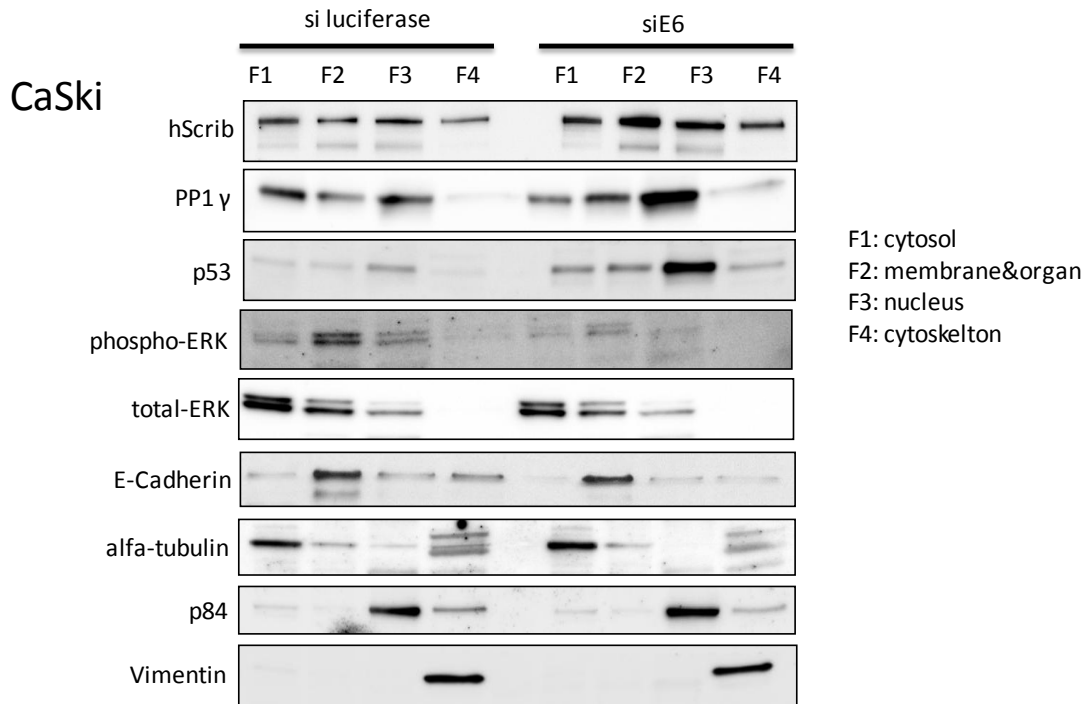 si luciferase siE6
F1 F2 F3 F4 F1 F2 F3 F4
CaSki
hScrib
PP1 γ
p53
phospho-ERK
total-ERK
E-Cadherin
alfa-tubulin
p84
Vimentin
F1: cytosol
F2: membrane&organ
F3: nucleus
F4: cytoskelton